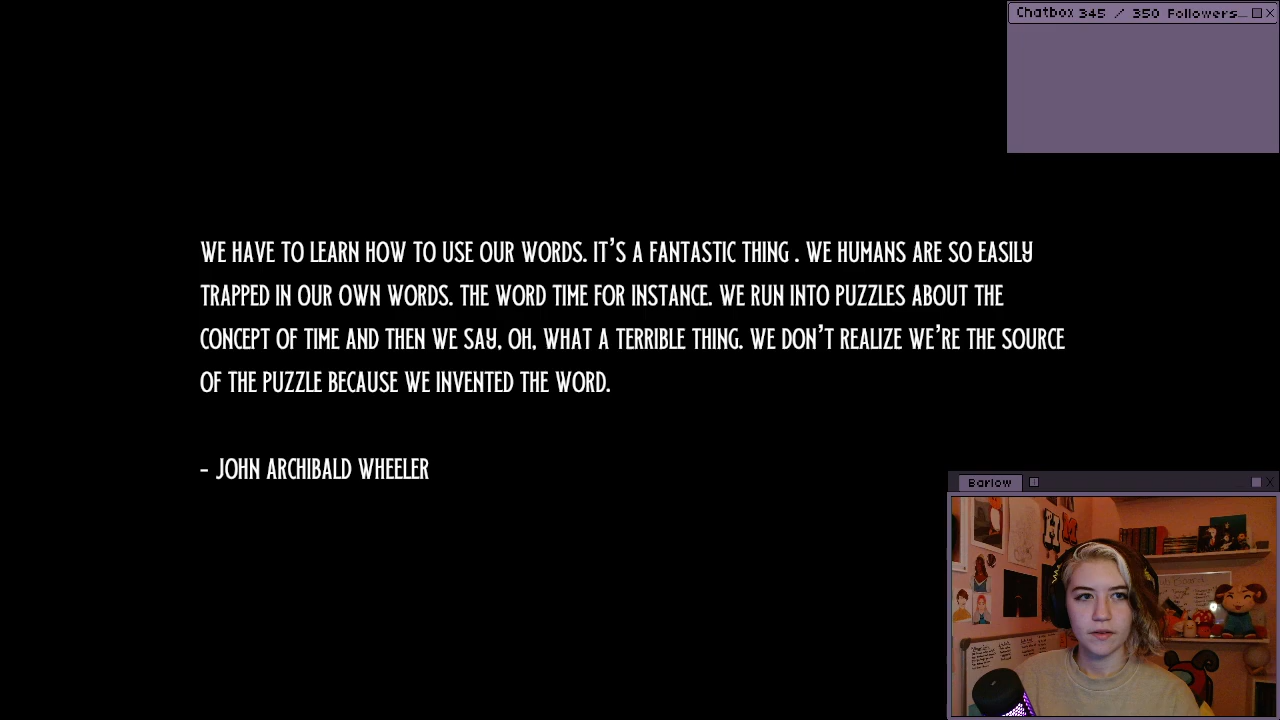 Chatbox 345 / 350 Followers
WE HAVE TO LEARN HOW TO USE OUR WORDS. IT'S A FANTASTIC THING . WE HUMANS ARE SO EASILY
TRAPPED IN OUR OWN WORDS. THE WORD TIME FOR INSTANCE. WE RUN INTO PUZZLES ABOUT THE
CONCEPT OF TIME AND THEN WE SAY, OH, WHAT A TERRIBLE THING. WE DON'T REALIZE WE'RE THE SOURCE
OF THE PUZZLE BECAUSE WE INVENTED THE WORD.
- JOHN ARCHIBALD WHEELER
Barlow
H
M